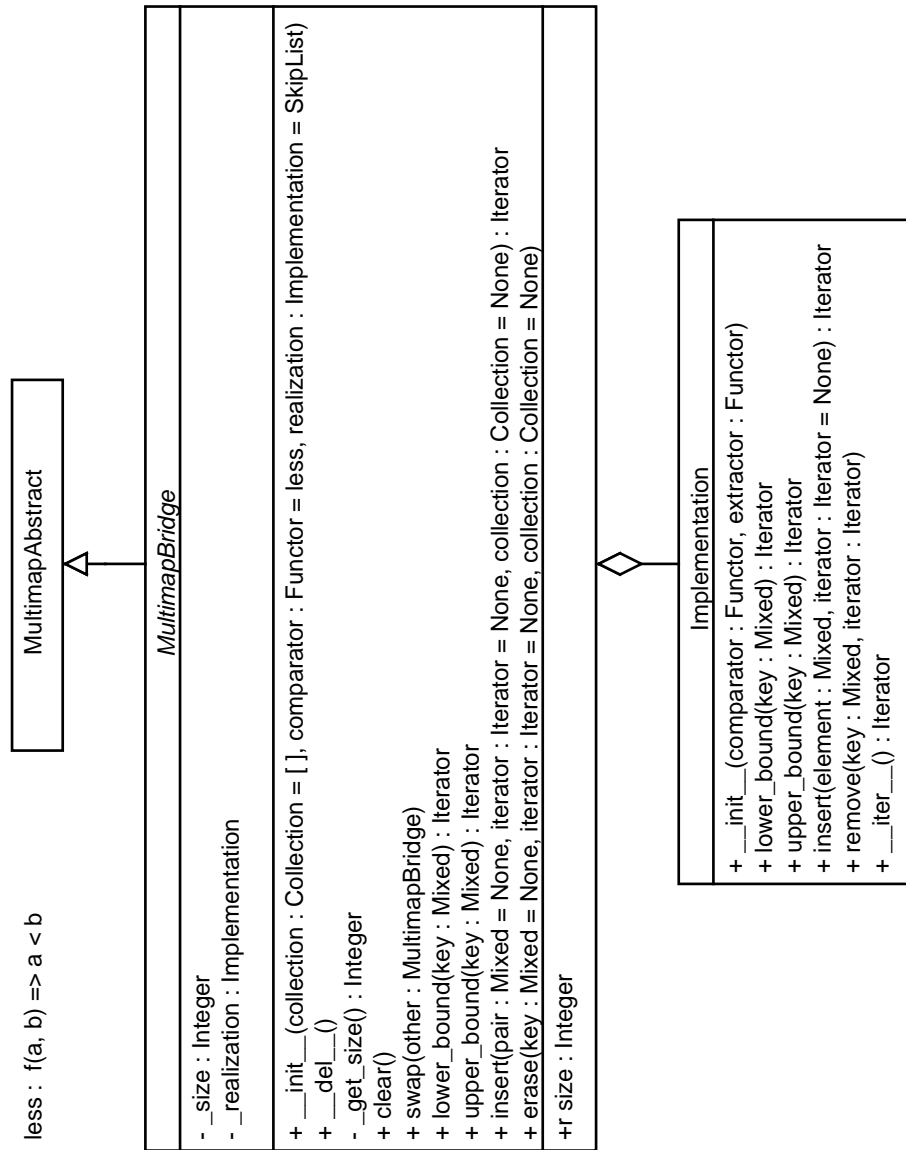 less : f(a, b) => a < b
MultimapAbstract
MultimapBridge
- _size : Integer
- _realization : Implementation
+ __init__(collection : Collection = [ ], comparator : Functor = less, realization : Implementation = SkipList)
+ __del__()
- _get_size() : Integer
+ clear()
+ swap(other : MultimapBridge)
+ lower_bound(key : Mixed) : Iterator
+ upper_bound(key : Mixed) : Iterator
+ insert(pair : Mixed = None, iterator : Iterator = None, collection : Collection = None) : Iterator
+ erase(key : Mixed = None, iterator : Iterator = None, collection : Collection = None)
+r size : Integer
Implementation
+ __init__(comparator : Functor, extractor : Functor)
+ lower_bound(key : Mixed) : Iterator
+ upper_bound(key : Mixed) : Iterator
+ insert(element : Mixed, iterator : Iterator = None) : Iterator
+ remove(key : Mixed, iterator : Iterator)
+ __iter__() : Iterator